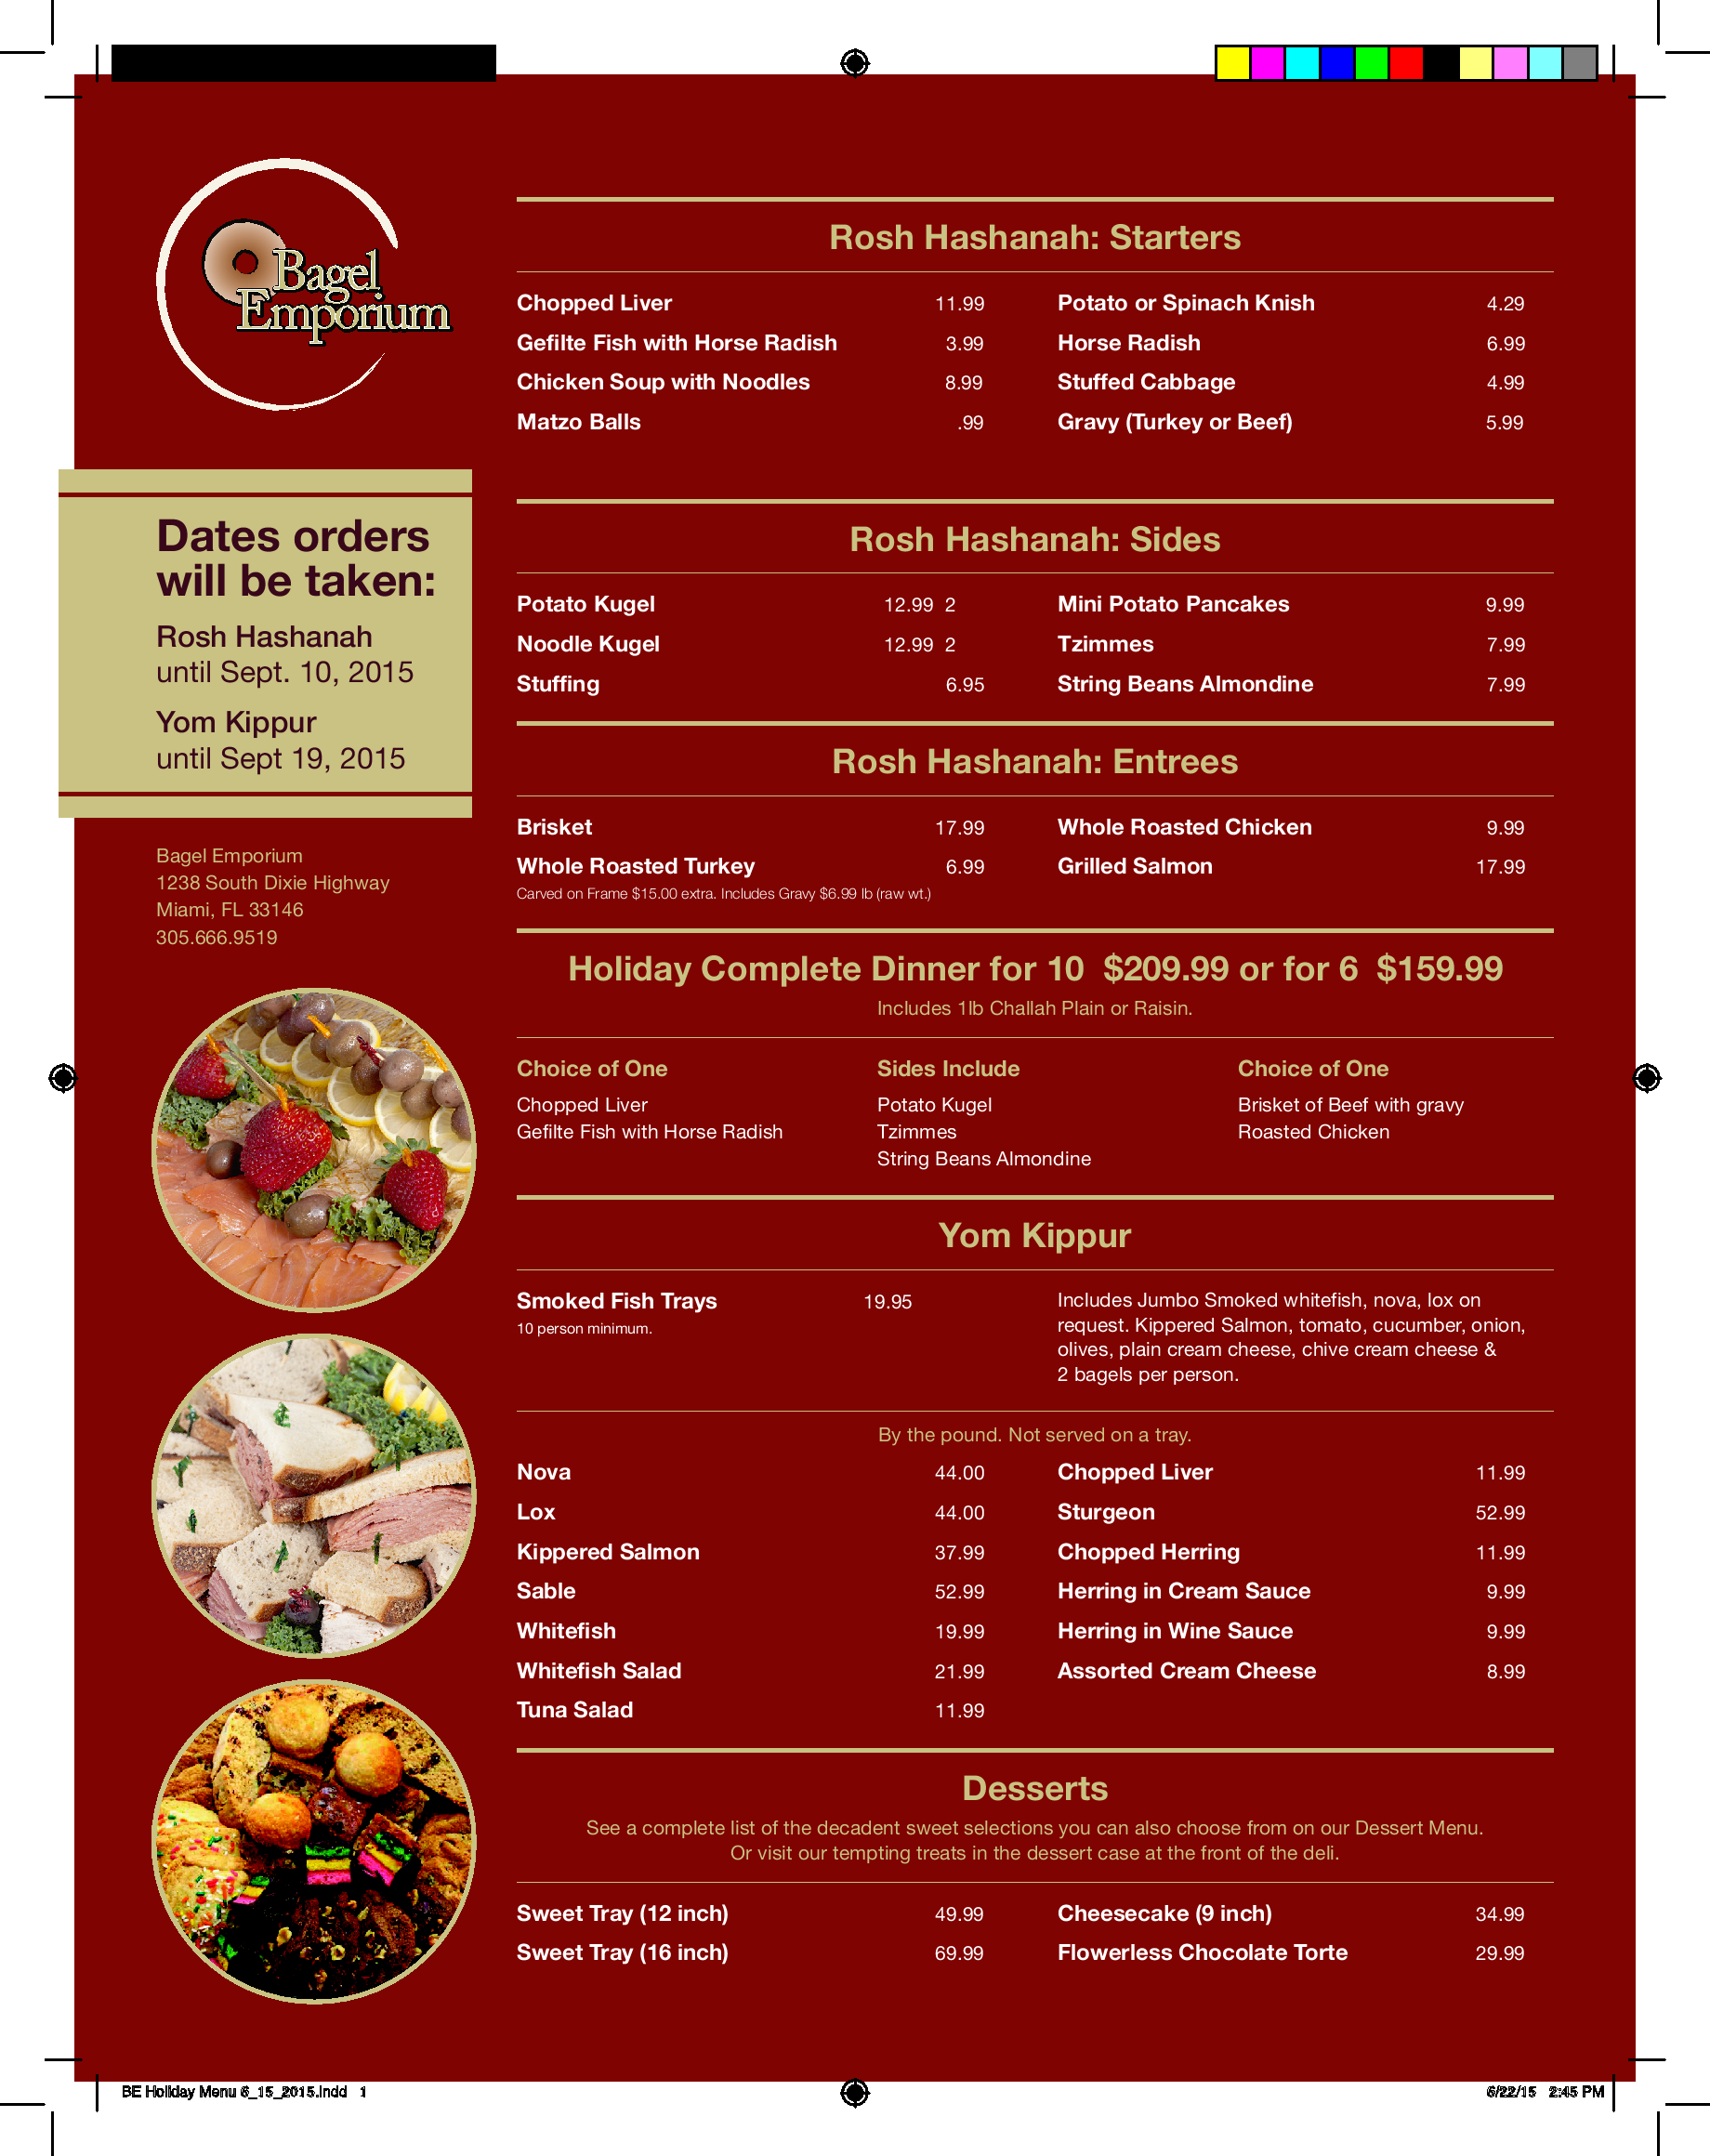 Bagel
Emporium
Dates orders
will be taken:
Rosh Hashanah
until Sept. 10, 2015
Yom Kippur
until Sept 19, 2015
Bagel Emporium
1238 South Dixie Highway
Miami, FL 33146
305.666.9519
Rosh Hashanah: Starters
Chopped Liver 11.99
Gefilte Fish with Horse Radish 3.99
Chicken Soup with Noodles 8.99
Matzo Balls .99
Potato or Spinach Knish 4.29
Horse Radish 6.99
Stuffed Cabbage 4.99
Gravy (Turkey or Beef) 5.99
Rosh Hashanah: Sides
Potato Kugel 12.99 2
Noodle Kugel 12.99 2
Stuffing 6.95
Mini Potato Pancakes 9.99
Tzimmes 7.99
String Beans Almondine 7.99
Rosh Hashanah: Entrees
Brisket 17.99
Whole Roasted Turkey 6.99
Carved on Frame $15.00 extra. Includes Gravy $6.99 lb (raw wt.)
Whole Roasted Chicken 9.99
Grilled Salmon 17.99
Holiday Complete Dinner for 10 $209.99 or for 6 $159.99
Includes 1lb Challah Plain or Raisin.
Choice of One
Chopped Liver
Gefilte Fish with Horse Radish
Sides Include
Potato Kugel
Tzimmes
String Beans Almondine
Choice of One
Brisket of Beef with gravy
Roasted Chicken
Yom Kippur
Smoked Fish Trays 19.95
10 person minimum.
Includes Jumbo Smoked whitefish, nova, lox on
request. Kippered Salmon, tomato, cucumber, onion,
olives, plain cream cheese, chive cream cheese &
2 bagels per person.
By the pound. Not served on a tray.
Nova 44.00
Lox 44.00
Kippered Salmon 37.99
Sable 52.99
Whitefish 19.99
Whitefish Salad 21.99
Tuna Salad 11.99
Chopped Liver 11.99
Sturgeon 52.99
Chopped Herring 11.99
Herring in Cream Sauce 9.99
Herring in Wine Sauce 9.99
Assorted Cream Cheese 8.99
Desserts
See a complete list of the decadent sweet selections you can also choose from on our Dessert Menu.
Or visit our tempting treats in the dessert case at the front of the deli.
Sweet Tray (12 inch) 49.99
Sweet Tray (16 inch) 69.99
Cheesecake (9 inch) 34.99
Flowerless Chocolate Torte 29.99
BE Holiday Menu 6_15_2015.indd 1
6/22/15 2:45 PM